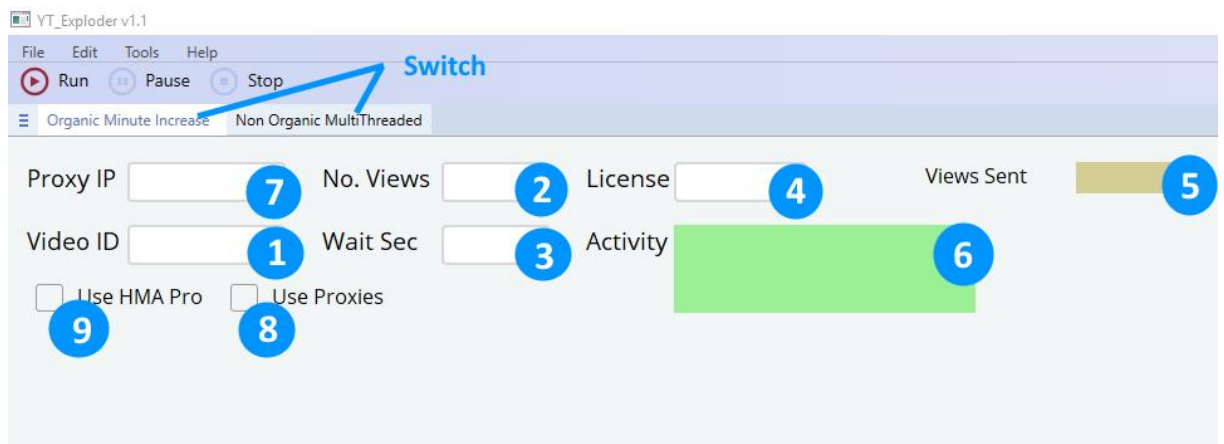 YT_Exploder v1.1
File Edit Tools Help
Switch
Run Pause Stop
Organic Minute Increase Non Organic MultiThreaded
Proxy IP 7 No. Views 2 License 4 Views Sent 5
Video ID 1 Wait Sec 3 Activity 6
Use HMA Pro Use Proxies
9 8